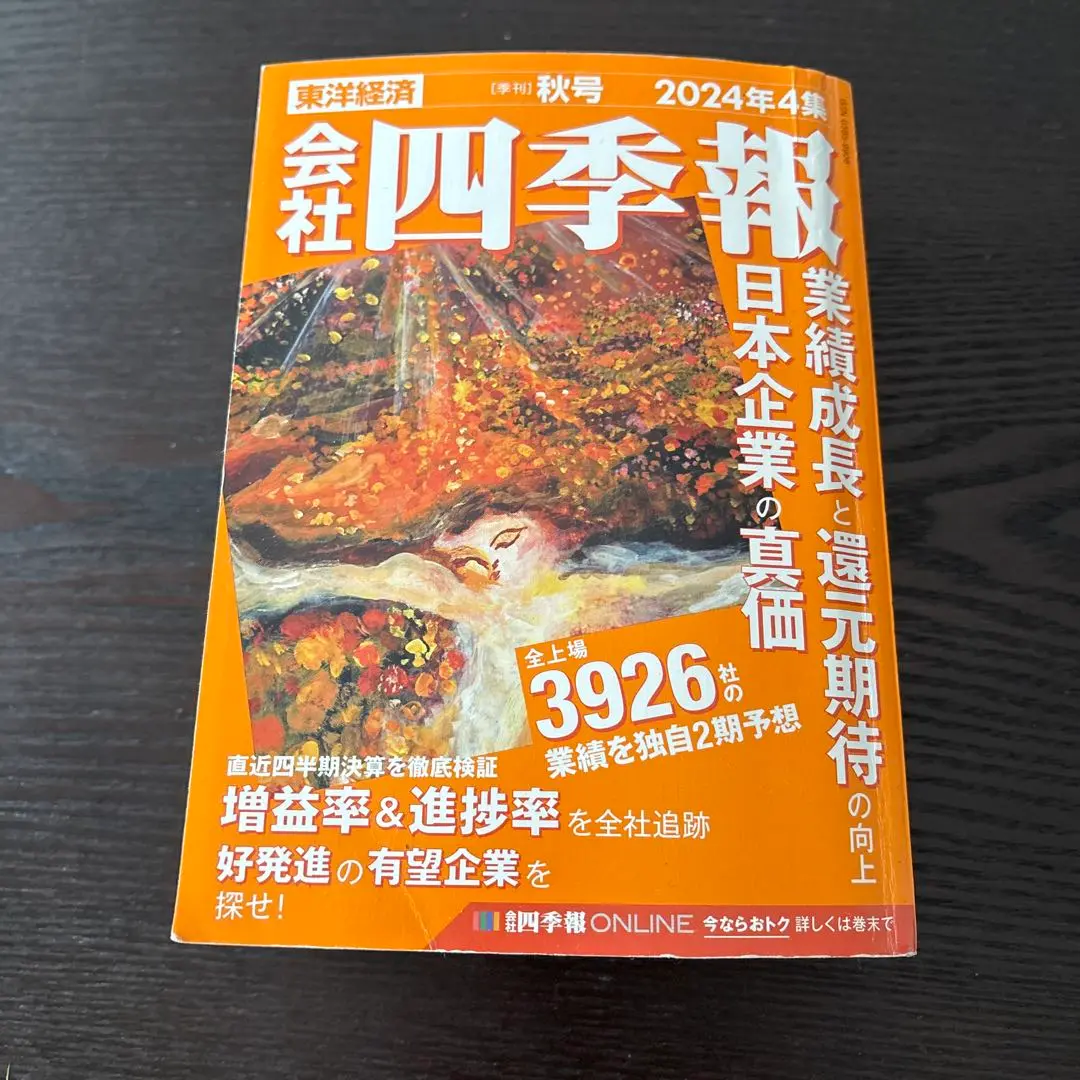 東洋経済
[季刊] 秋号
2024年4集
会社四季報
業績成長と還元期待の向上
日本企業の真価
全上場
3926社の
業績を独自2期予想
直近四半期決算を徹底検証
増益率&進捗率を全社追跡
好発進の有望企業を
探せ!
会社四季報 ONLINE 今ならおトク 詳しくは巻末で